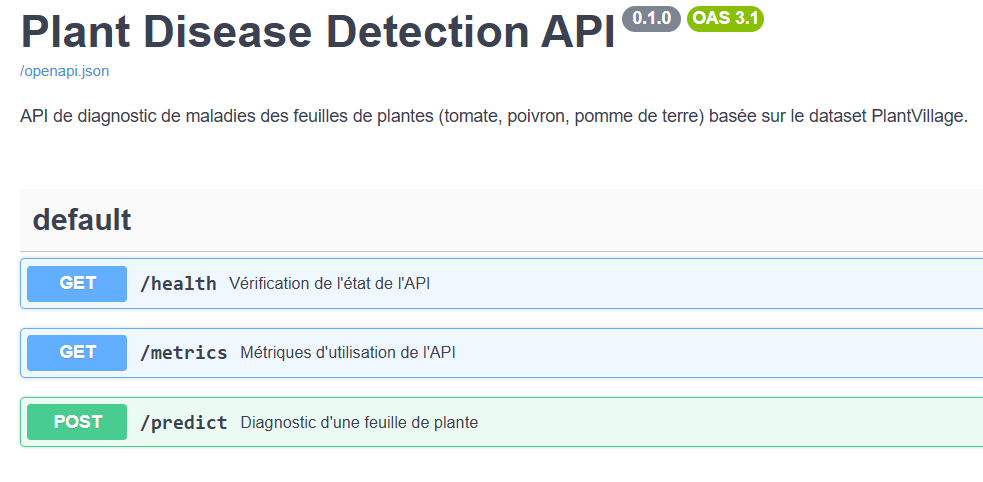 Plant Disease Detection API 0.1.0 OAS 3.1
/openapi.json
API de diagnostic de maladies des feuilles de plantes (tomate, poivron, pomme de terre) basée sur le dataset PlantVillage.
default
GET /health Vérification de l'état de l'API
GET /metrics Métriques d'utilisation de l'API
POST /predict Diagnostic d'une feuille de plante